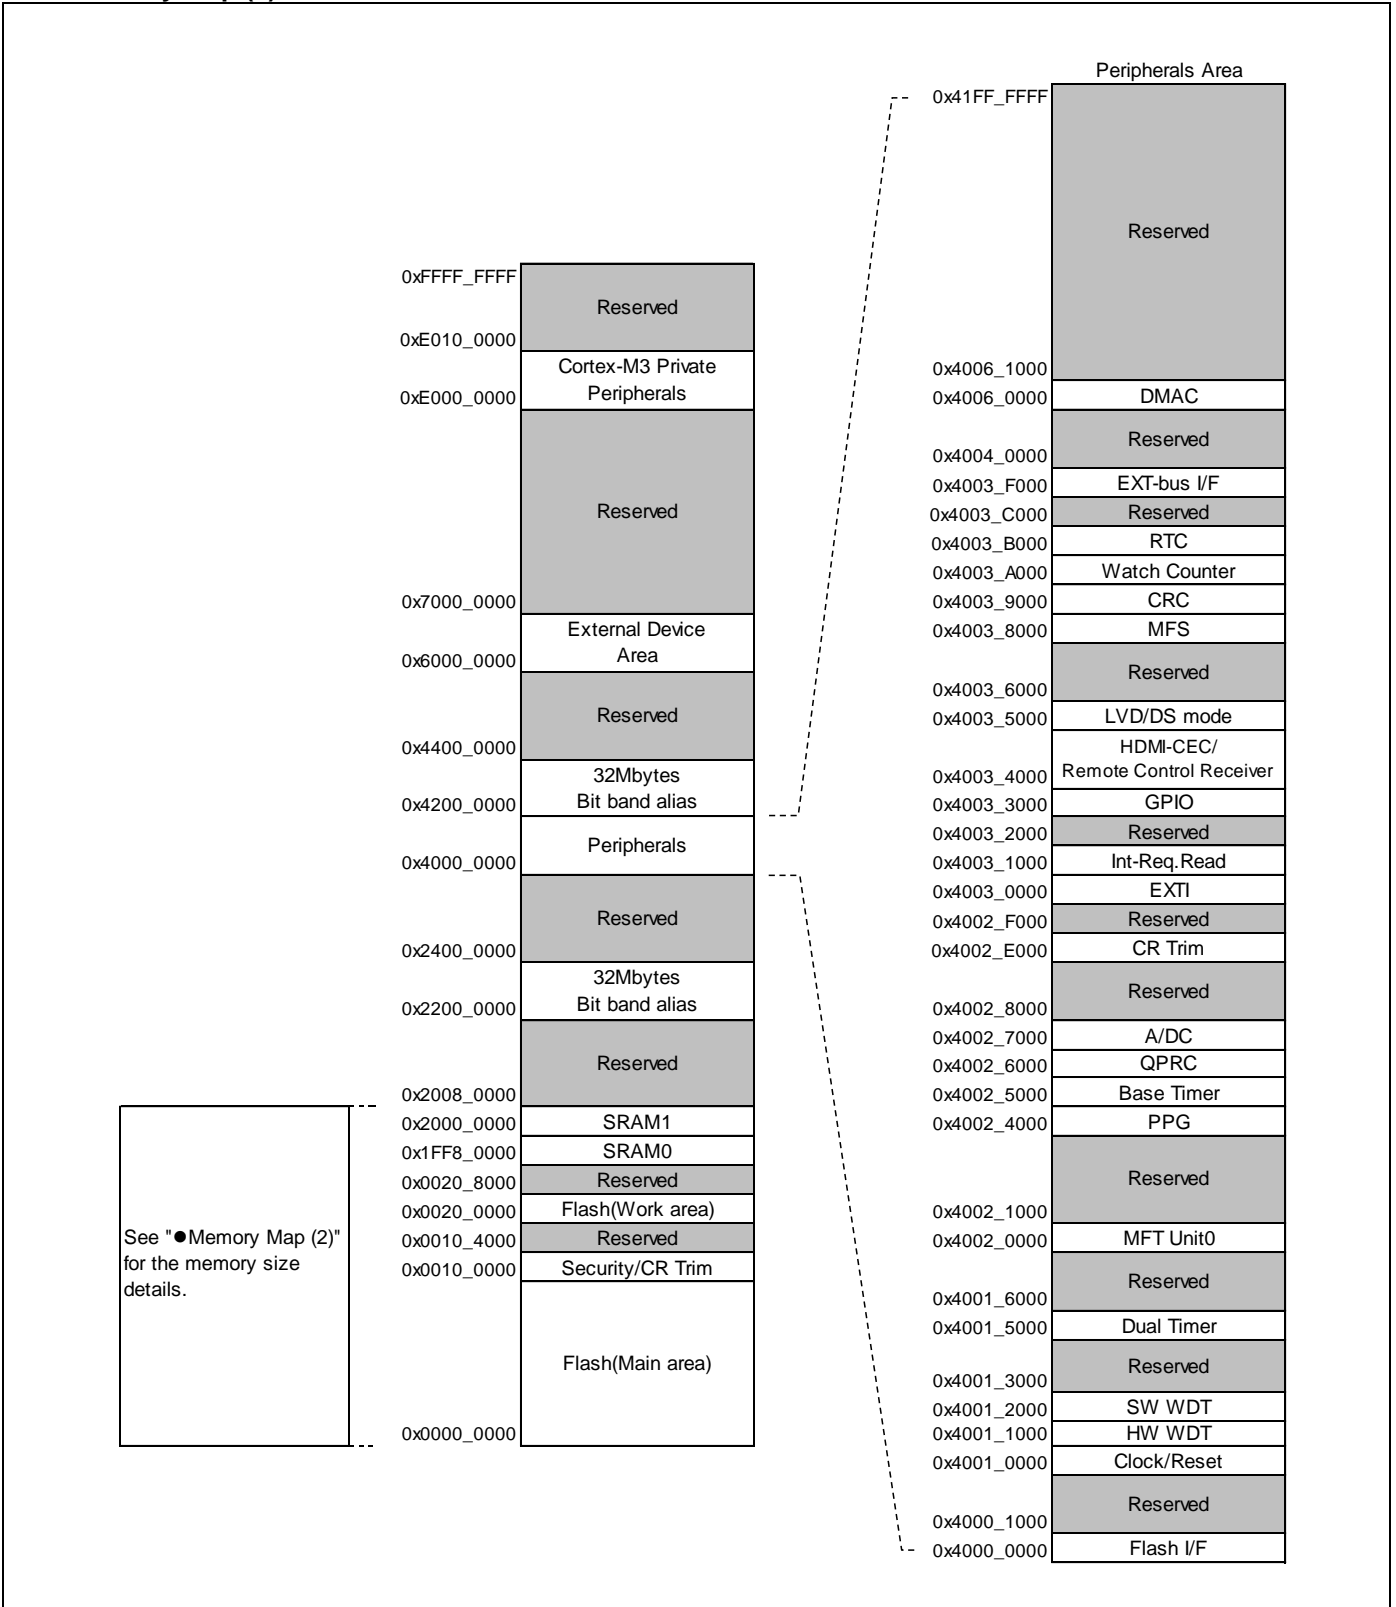 Peripherals Area
0x41FF_FFFF
Reserved
0x4006_1000
0x4006_0000 DMAC
Reserved
0x4004_0000
0x4003_F000 EXT-bus I/F
0x4003_C000 Reserved
0x4003_B000 RTC
0x4003_A000 Watch Counter
0x4003_9000 CRC
0x4003_8000 MFS
Reserved
0x4003_6000
0x4003_5000 LVD/DS mode
HDMI-CEC/
0x4003_4000 Remote Control Receiver
0x4003_3000 GPIO
0x4003_2000 Reserved
0x4003_1000 Int-Req.Read
0x4003_0000 EXTI
0x4002_F000 Reserved
0x4002_E000 CR Trim
Reserved
0x4002_8000
0x4002_7000 A/DC
0x4002_6000 QPRC
0x4002_5000 Base Timer
0x4002_4000 PPG
Reserved
0x4002_1000
0x4002_0000 MFT Unit0
Reserved
0x4001_6000
0x4001_5000 Dual Timer
Reserved
0x4001_3000
0x4001_2000 SW WDT
0x4001_1000 HW WDT
0x4001_0000 Clock/Reset
Reserved
0x4000_1000
0x4000_0000 Flash I/F
0xFFFF_FFFF
Reserved
0xE010_0000
Cortex-M3 Private
0xE000_0000 Peripherals
Reserved
0x7000_0000
External Device
0x6000_0000 Area
Reserved
0x4400_0000
32Mbytes
0x4200_0000 Bit band alias
Peripherals
0x4000_0000
Reserved
0x2400_0000
32Mbytes
0x2200_0000 Bit band alias
Reserved
0x2008_0000
0x2000_0000 SRAM1
0x1FF8_0000 SRAM0
0x0020_8000 Reserved
0x0020_0000 Flash(Work area)
0x0010_4000 Reserved
0x0010_0000 Security/CR Trim
Flash(Main area)
0x0000_0000
See "●Memory Map (2)"
for the memory size
details.